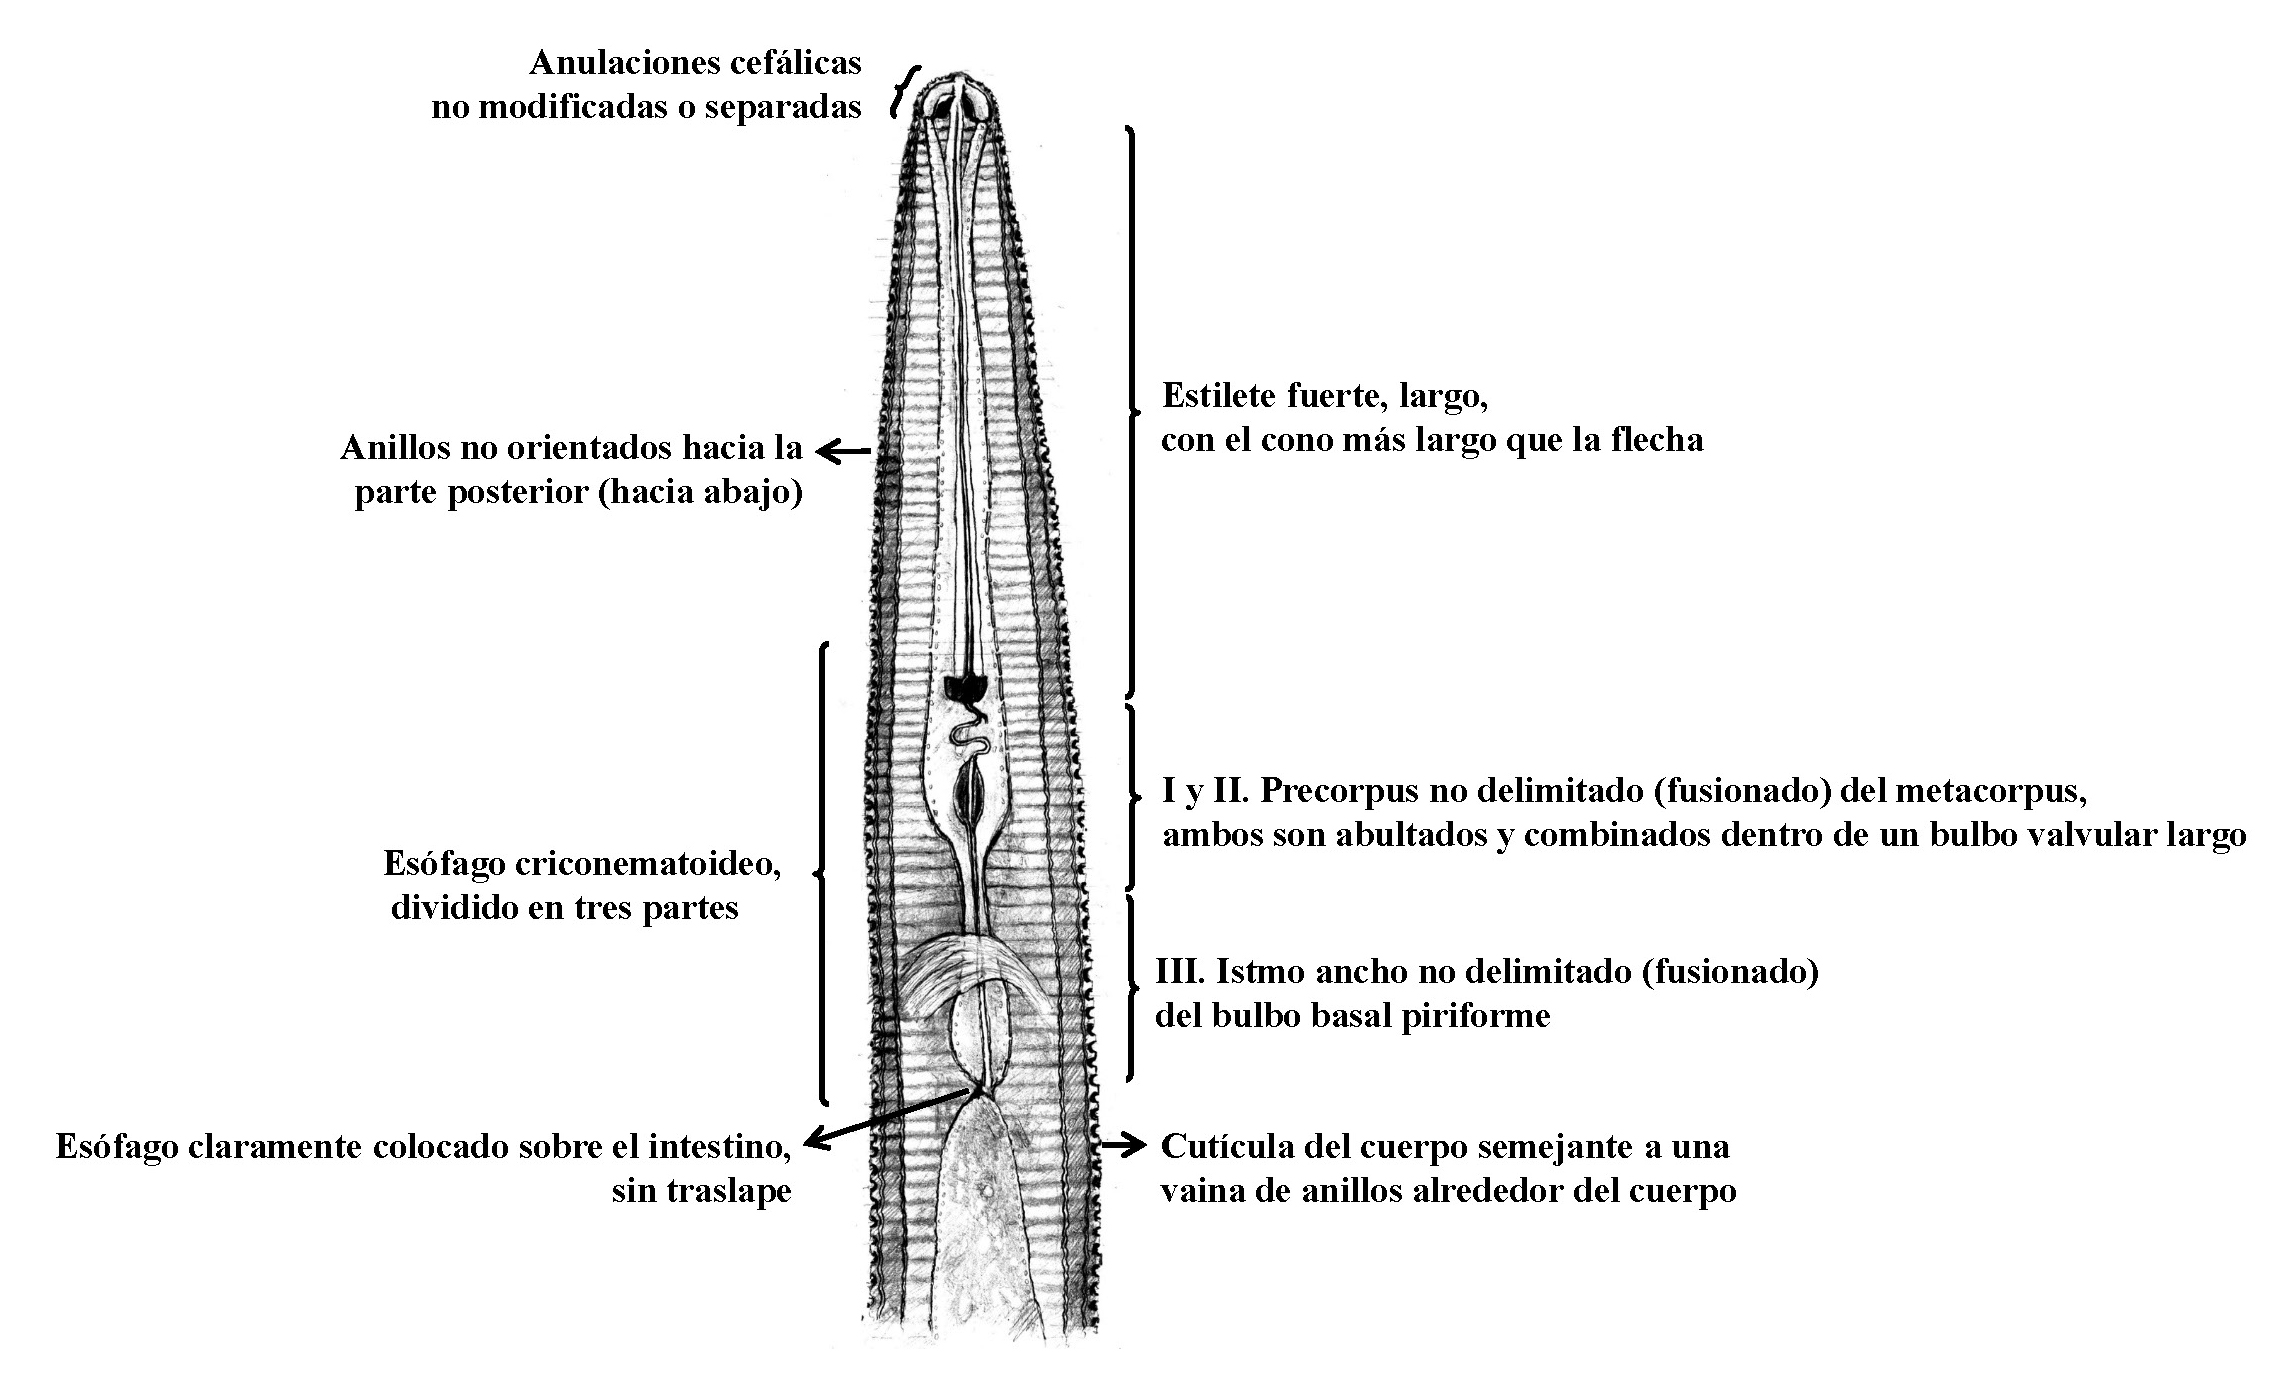 Anulaciones cefálicas
no modificadas o separadas
Estilete fuerte, largo,
con el cono más largo que la flecha
Anillos no orientados hacia la
parte posterior (hacia abajo)
I y II. Precorpus no delimitado (fusionado) del metacorpus,
ambos son abultados y combinados dentro de un bulbo valvular largo
Esófago criconematoideo,
dividido en tres partes
III. Istmo ancho no delimitado (fusionado)
del bulbo basal piriforme
Esófago claramente colocado sobre el intestino,
sin traslape
Cutícula del cuerpo semejante a una
vaina de anillos alrededor del cuerpo